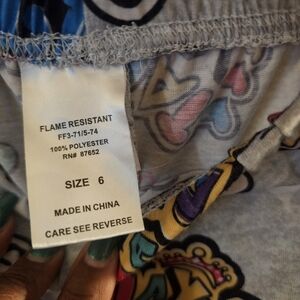 FLAME RESISTANT
FF3-71/5-74
100% POLYESTER
RN# 87652
SIZE 6
MADE IN CHINA
CARE SEE REVERSE